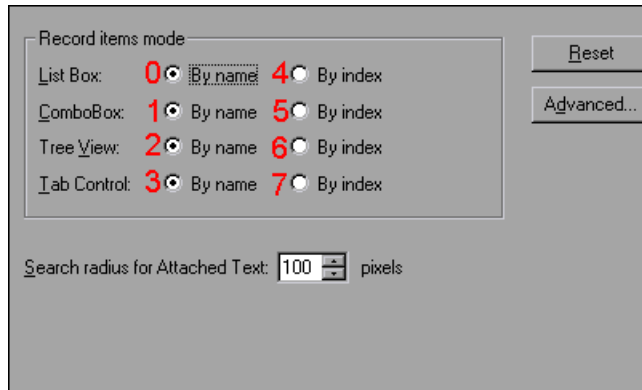 Record items mode
List Box: 0 By name 4 By index
ComboBox: 1 By name 5 By index
Tree View: 2 By name 6 By index
Tab Control: 3 By name 7 By index
Reset
Advanced...
Search radius for Attached Text: 100 pixels